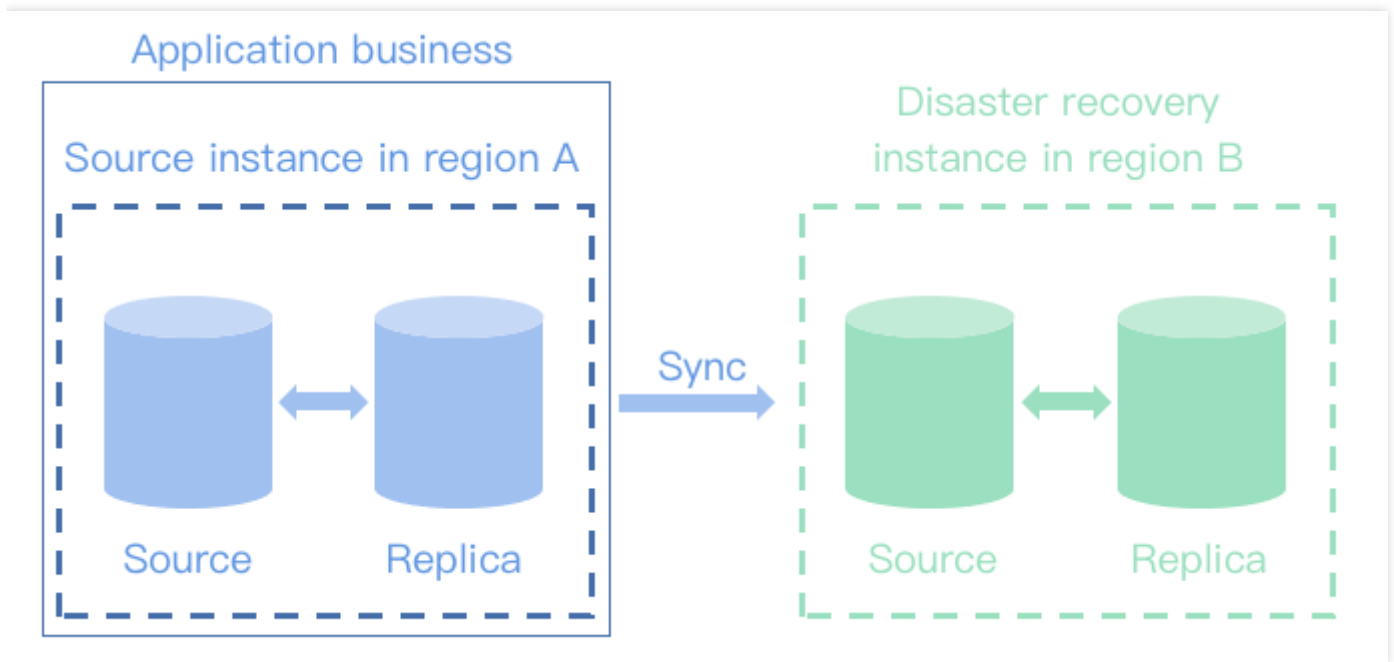 Application business
Source instance in region A
Disaster recovery
instance in region B
Sync
Source
Replica
Source
Replica